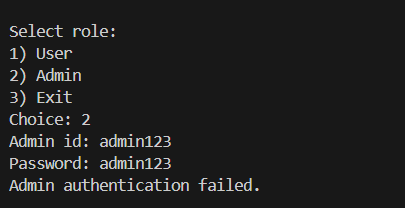 Select role:
1) User
2) Admin
3) Exit
Choice: 2
Admin id: admin123
Password: admin123
Admin authentication failed.